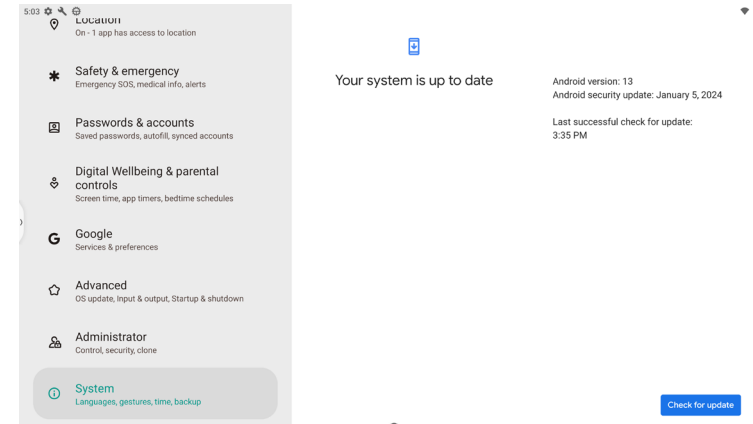 5:03
Location
On - 1 app has access to location
Safety & emergency
Emergency SOS, medical info, alerts
Passwords & accounts
Saved passwords, autofill, synced accounts
Digital Wellbeing & parental
controls
Screen time, app timers, bedtime schedules
Google
Services & preferences
Advanced
OS update, Input & output, Startup & shutdown
Administrator
Control, security, clone
System
Languages, gestures, time, backup
Your system is up to date
Android version: 13
Android security update: January 5, 2024
Last successful check for update:
3:35 PM
Check for update